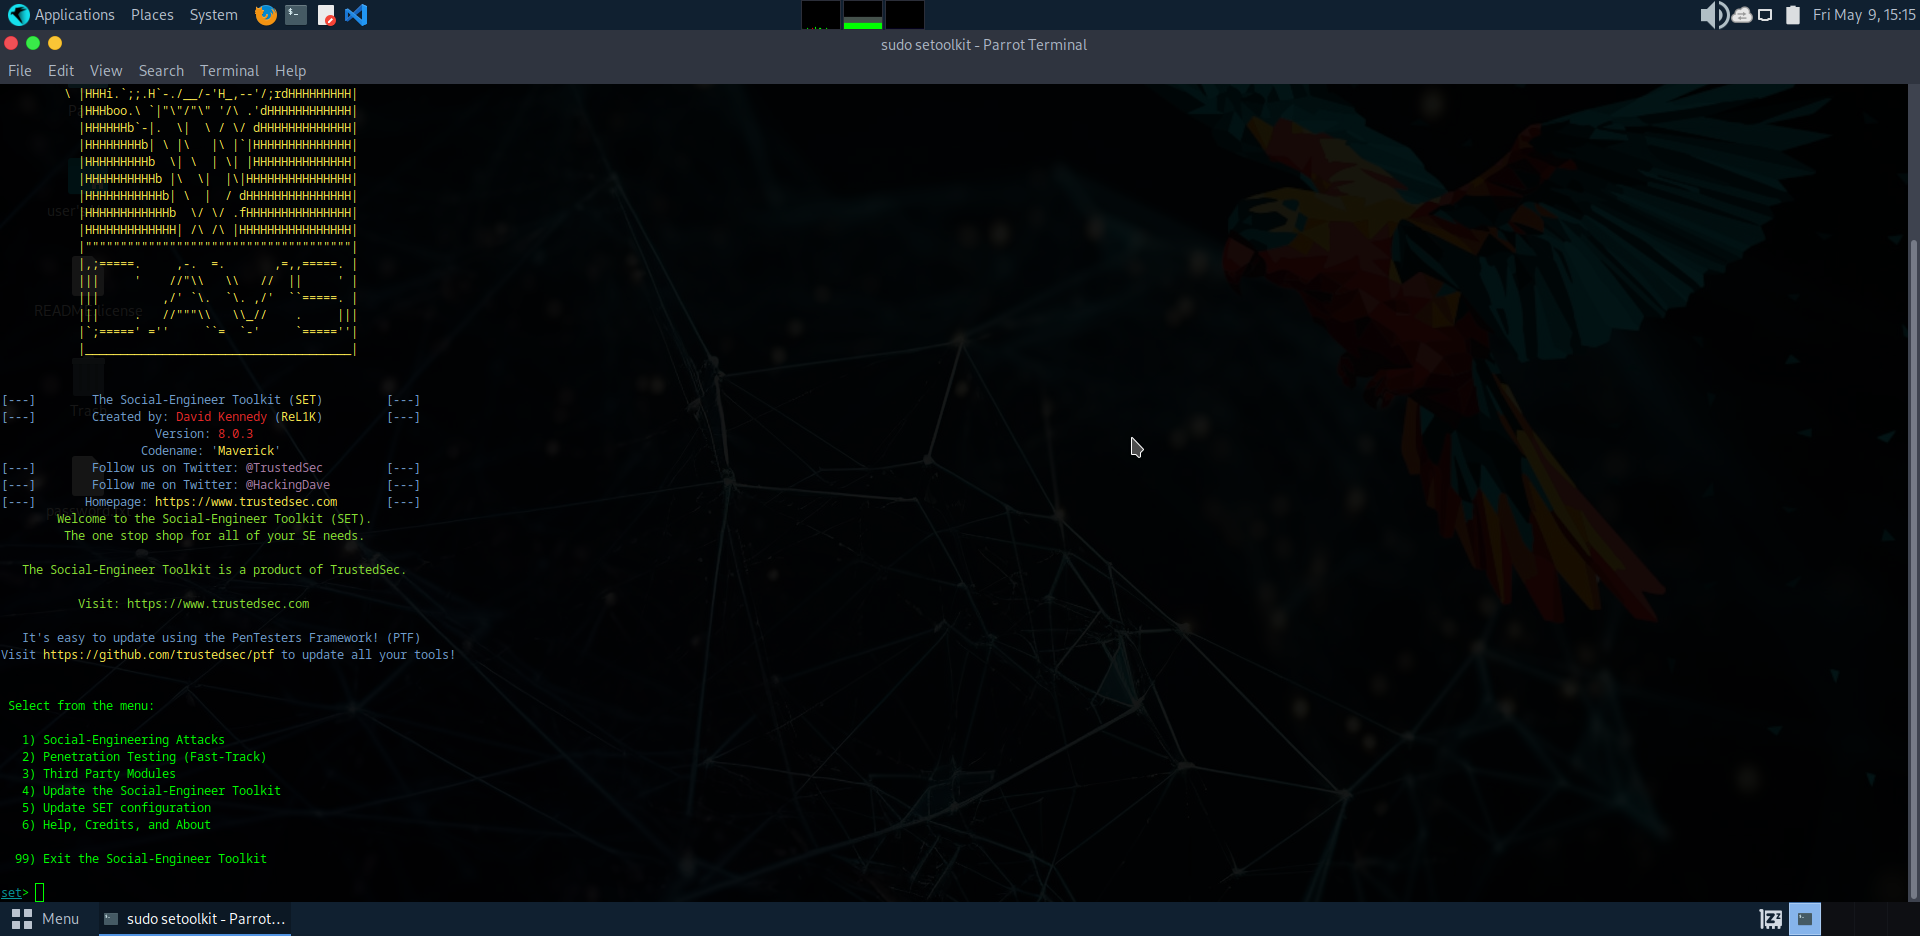 Applications Places System Fri May 9, 15:15
sudo setoolkit - Parrot Terminal
File Edit View Search Terminal Help
\ |HHHi.`;;.H`-./__/-'H_,--'/;rdHHHHHHHHH|
|HHHboo.\ `|"\"/"\" '/\ .'dHHHHHHHHHHHH|
|HHHHHHb`-|.  \|  \ / \/ dHHHHHHHHHHHHH|
|HHHHHHHHb| \ |\   |\ |`|HHHHHHHHHHHHHH|
|HHHHHHHHHb  \| \  | \| |HHHHHHHHHHHHHH|
|HHHHHHHHHHb |\  \|  |\|HHHHHHHHHHHHHHH|
|HHHHHHHHHHHb| \  |  / dHHHHHHHHHHHHHHH|
|HHHHHHHHHHHHb  \/ \/ .fHHHHHHHHHHHHHHH|
|HHHHHHHHHHHHH| /\ /\ |HHHHHHHHHHHHHHHH|
|""""""""""""""""""""""""""""""""""""""|
|,;=====.     ,-.  =.       ,=,,=====. |
|||     '    //"\\   \\   //  ||     ' |
|||         ,/' `\.  `\. ,/'  ``=====. |
|||     .   //"""\\   \\_//    .     |||
|`;=====' =''     ``=  `-'     `=====''|
|______________________________________|
[---] The Social-Engineer Toolkit (SET) [---]
[---] Created by: David Kennedy (ReL1K) [---]
Version: 8.0.3
Codename: 'Maverick'
[---] Follow us on Twitter: @TrustedSec [---]
[---] Follow me on Twitter: @HackingDave [---]
[---] Homepage: https://www.trustedsec.com [---]
Welcome to the Social-Engineer Toolkit (SET).
The one stop shop for all of your SE needs.
The Social-Engineer Toolkit is a product of TrustedSec.
Visit: https://www.trustedsec.com
It's easy to update using the PenTesters Framework! (PTF)
Visit https://github.com/trustedsec/ptf to update all your tools!
Select from the menu:
1) Social-Engineering Attacks
2) Penetration Testing (Fast-Track)
3) Third Party Modules
4) Update the Social-Engineer Toolkit
5) Update SET configuration
6) Help, Credits, and About
99) Exit the Social-Engineer Toolkit
set>
Menu sudo setoolkit - Parrot...